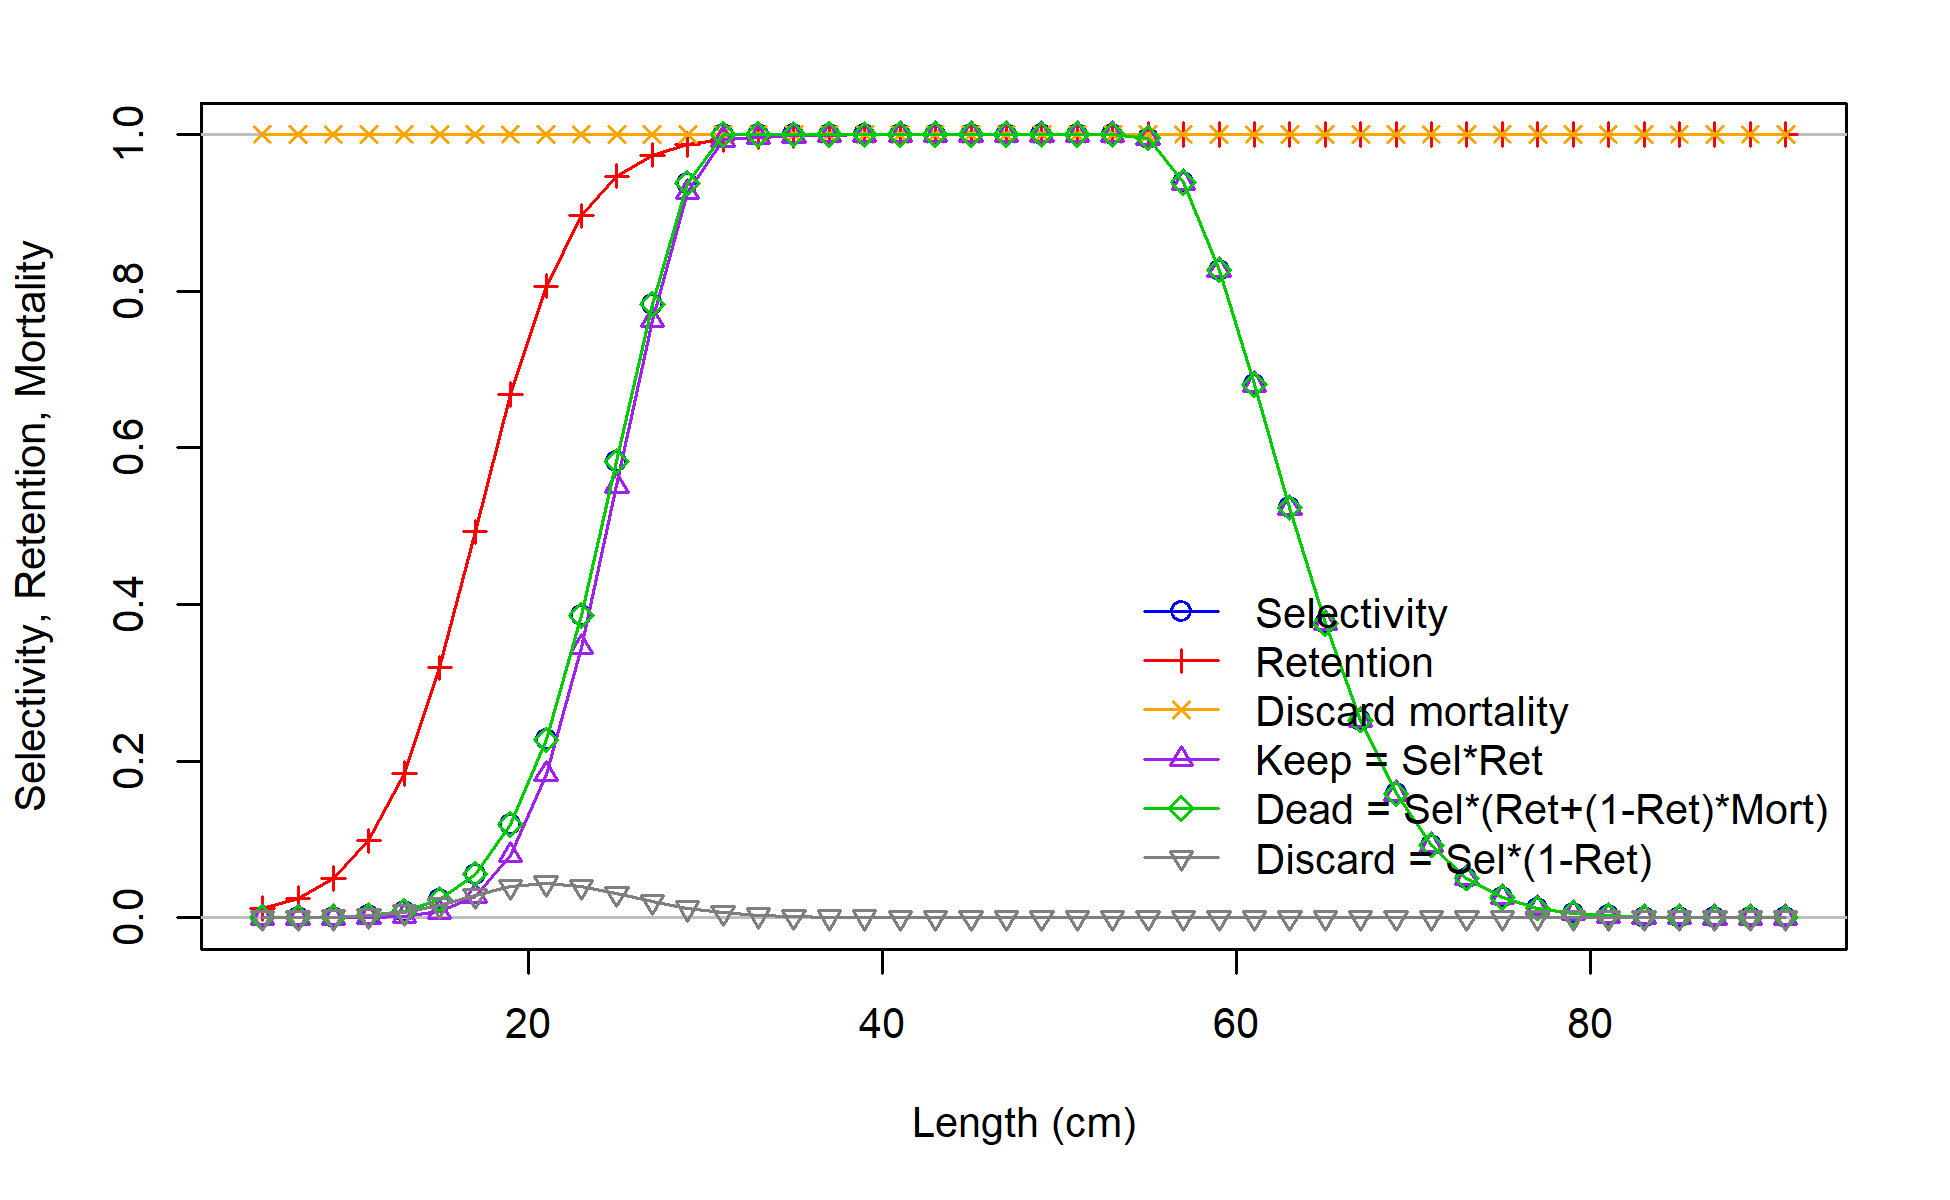 Selectivity, Retention, Mortality
1.0
0.8
0.6
0.4
0.2
0.0
Selectivity
Retention
Discard mortality
Keep = Sel*Ret
Dead = Sel*(Ret+(1-Ret)*Mort)
Discard = Sel*(1-Ret)
20 40 60 80
Length (cm)